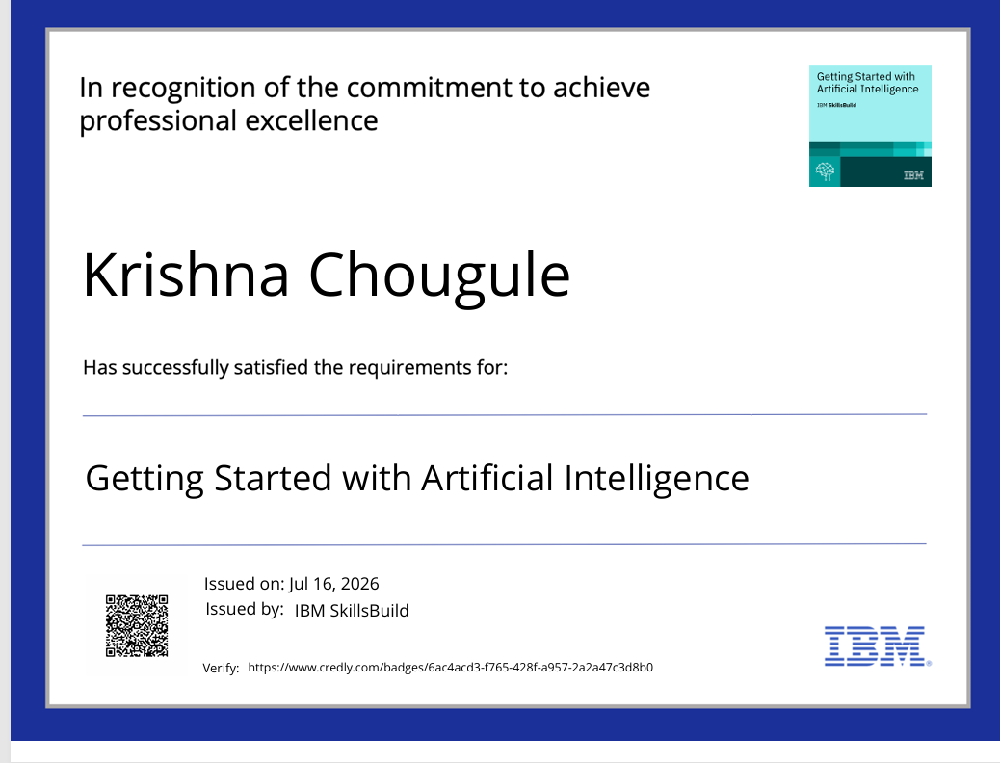 In recognition of the commitment to achieve
professional excellence
Getting Started with
Artificial Intelligence
IBM SkillsBuild
IBM
Krishna Chougule
Has successfully satisfied the requirements for:
Getting Started with Artificial Intelligence
Issued on: Jul 16, 2026
Issued by: IBM SkillsBuild
Verify: https://www.credly.com/badges/6ac4acd3-f765-428f-a957-2a2a47c3d8b0
IBM®